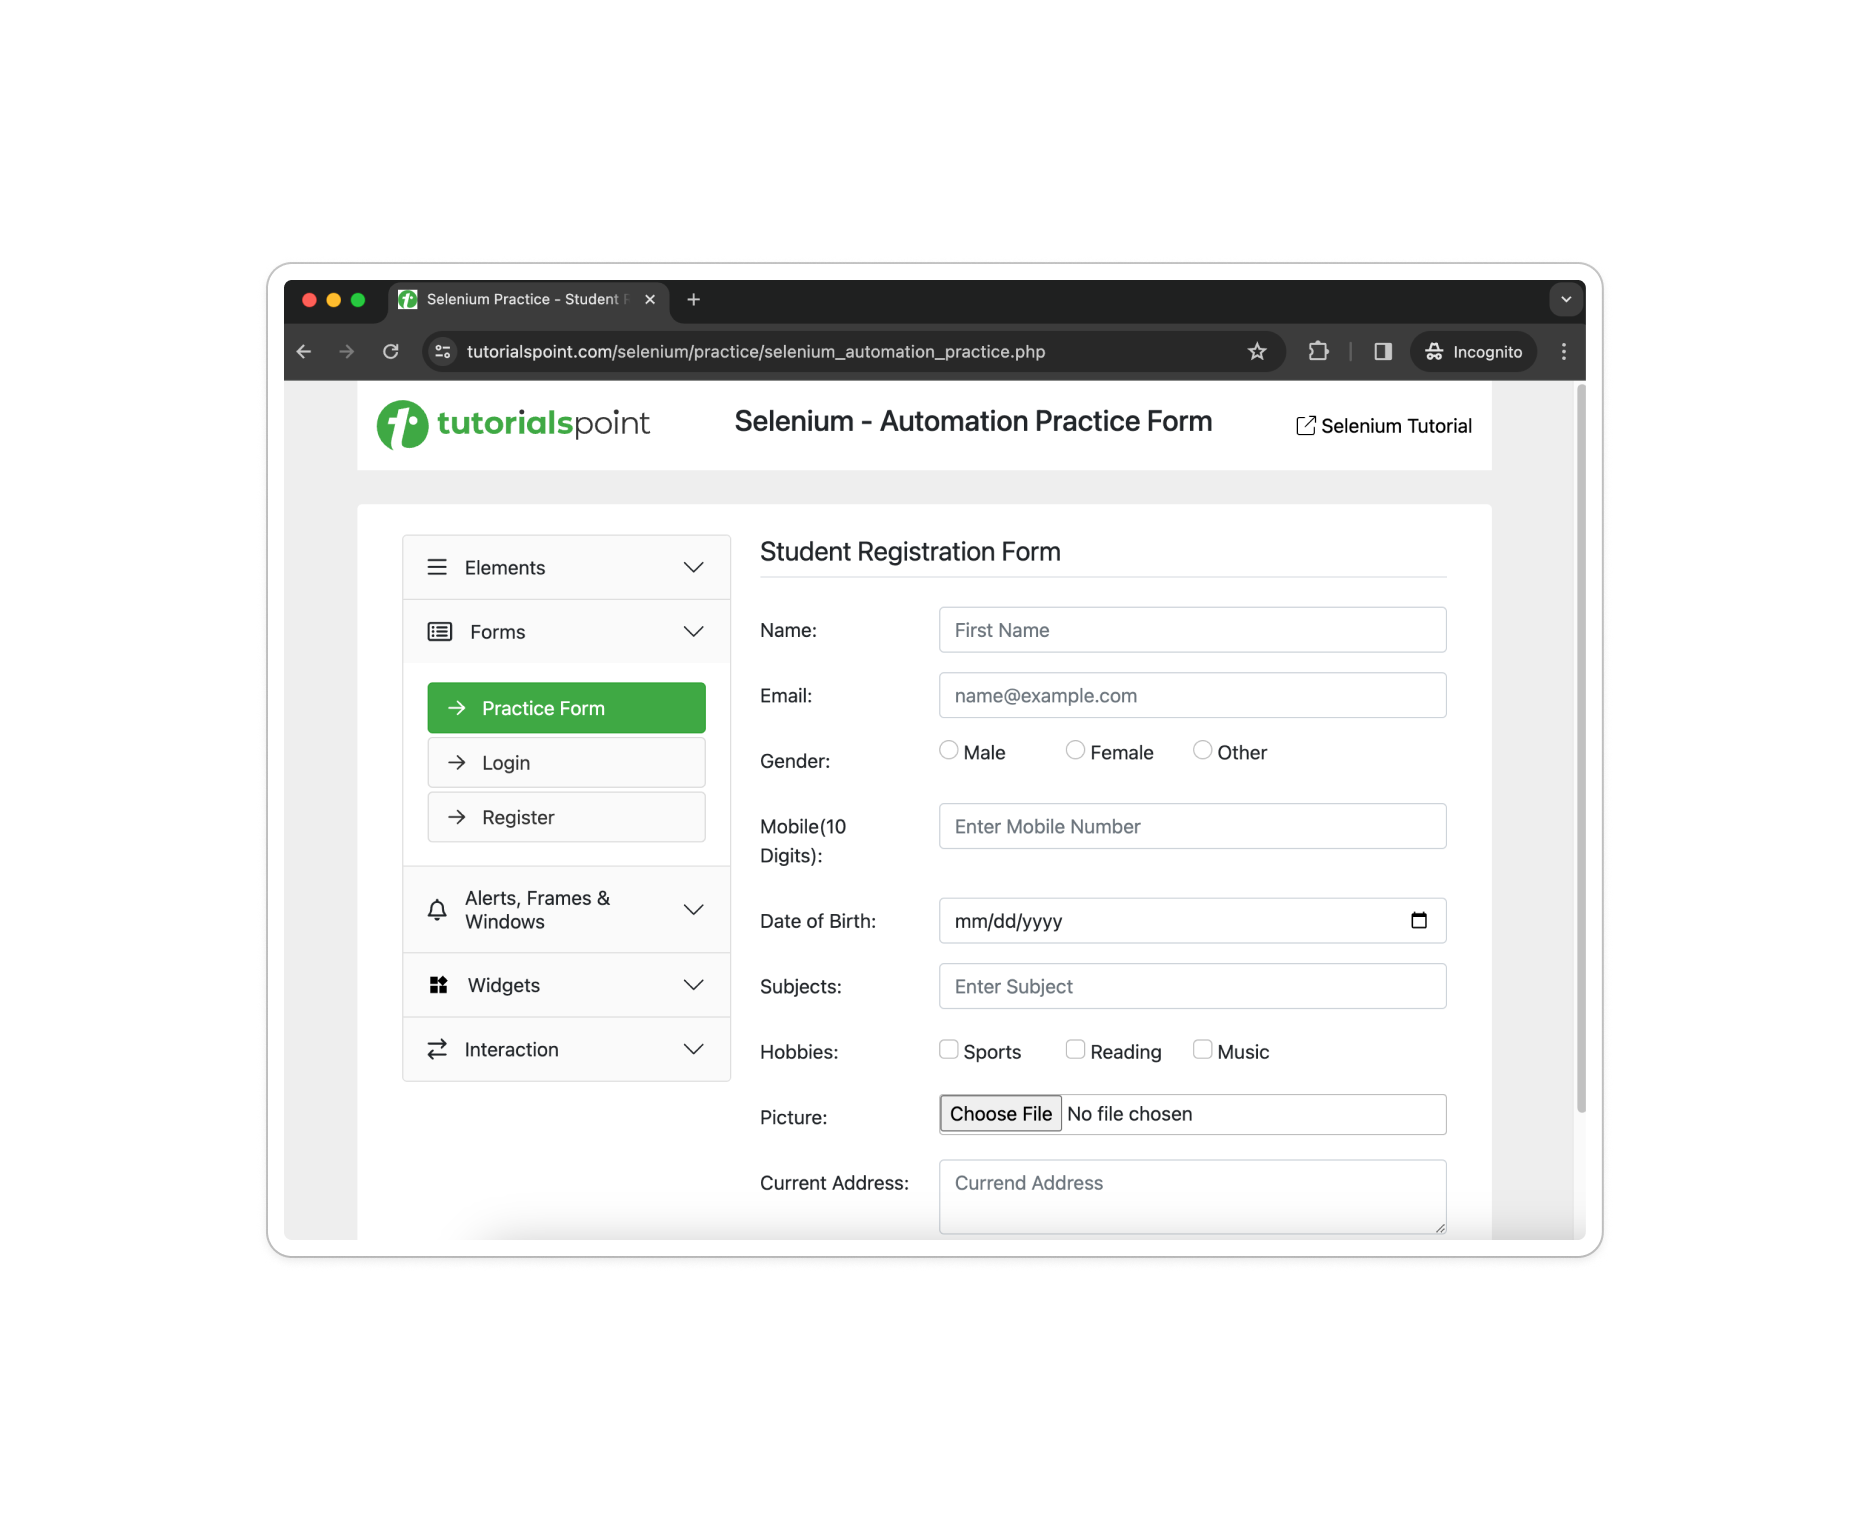 Selenium Practice - Student
tutorialspoint.com/selenium/practice/selenium_automation_practice.php
Incognito
tutorialspoint
Selenium - Automation Practice Form
Selenium Tutorial
Elements
Forms
Practice Form
Login
Register
Alerts, Frames &
Windows
Widgets
Interaction
Student Registration Form
Name:
First Name
Email:
name@example.com
Gender:
Male
Female
Other
Mobile(10
Digits):
Enter Mobile Number
Date of Birth:
mm/dd/yyyy
Subjects:
Enter Subject
Hobbies:
Sports
Reading
Music
Picture:
Choose File
No file chosen
Current Address:
Currend Address